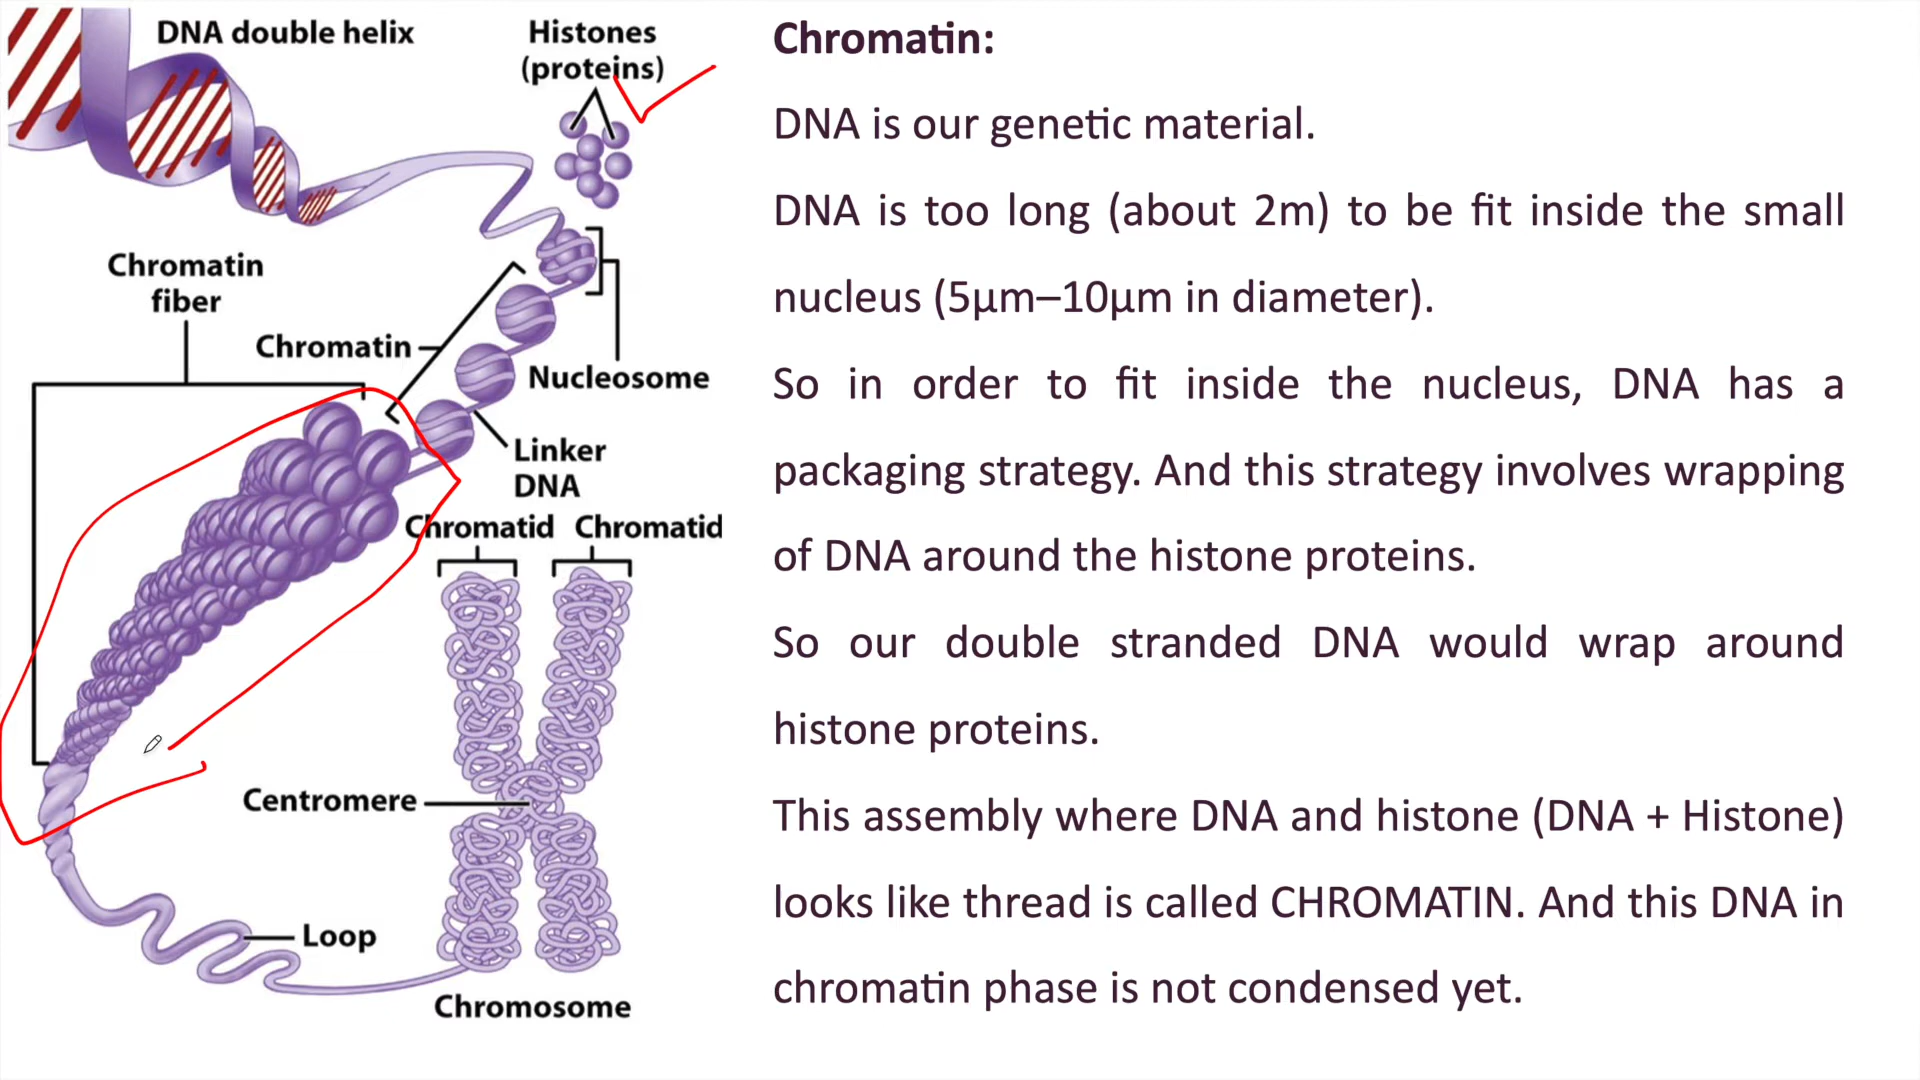 DNA double helix
Histones
(proteins)
Chromatin
fiber
Chromatin
Nucleosome
Linker
DNA
Chromatid Chromatid
Centromere
Loop
Chromosome
Chromatin:
DNA is our genetic material.
DNA is too long (about 2m) to be fit inside the small
nucleus (5μm–10μm in diameter).
So in order to fit inside the nucleus, DNA has a
packaging strategy. And this strategy involves wrapping
of DNA around the histone proteins.
So our double stranded DNA would wrap around
histone proteins.
This assembly where DNA and histone (DNA + Histone)
looks like thread is called CHROMATIN. And this DNA in
chromatin phase is not condensed yet.